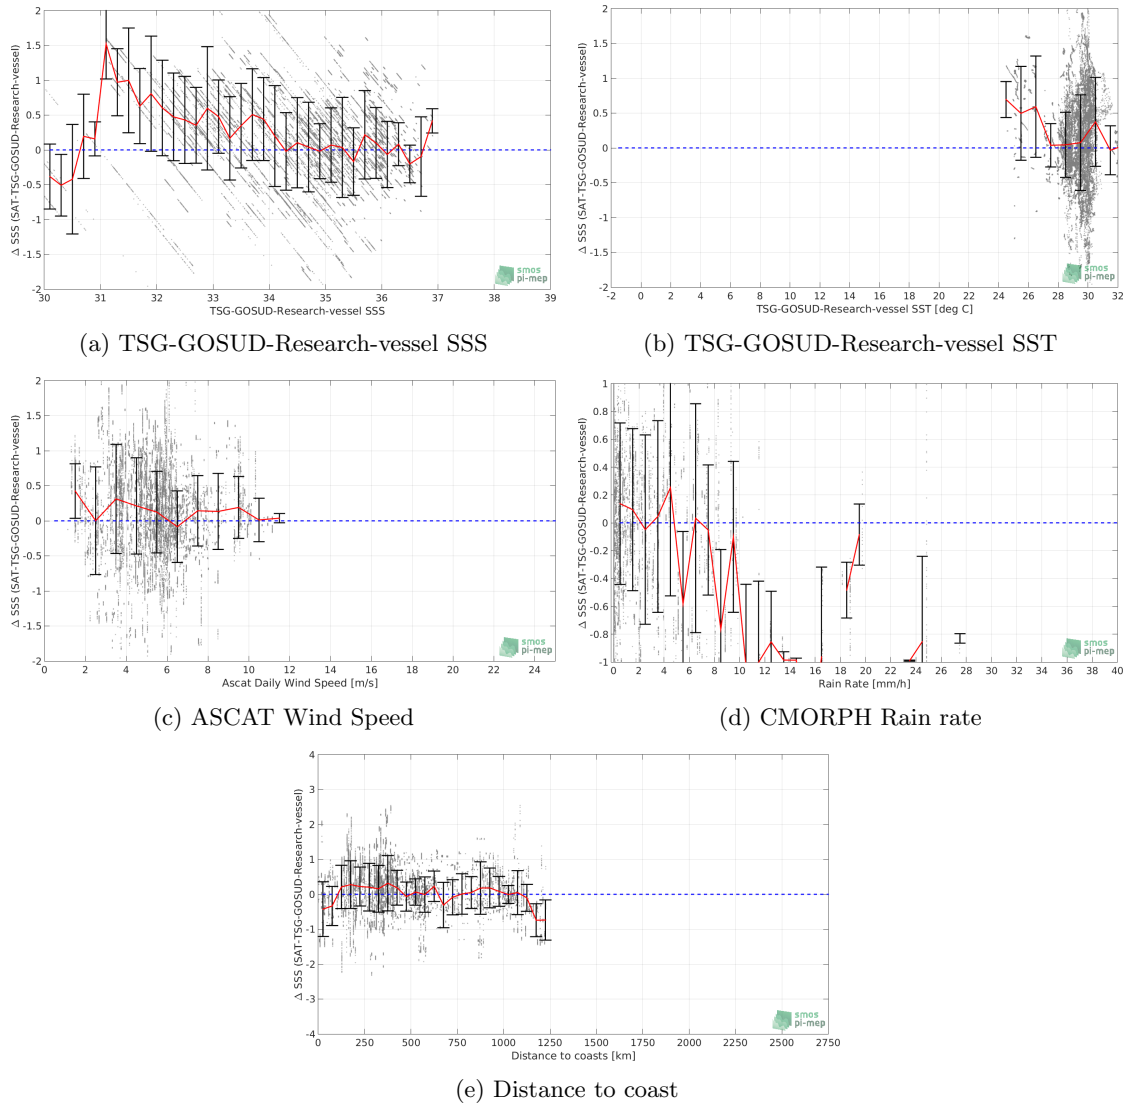 2
1.5
1
0.5
0
-0.5
-1
-1.5
-2
Δ SSS (SAT-TSG-GOSUD-Research-vessel)
30 31 32 33 34 35 36 37 38 39
TSG-GOSUD-Research-vessel SSS
smos
pi-mep
(a) TSG-GOSUD-Research-vessel SSS
2
1.5
1
0.5
0
-0.5
-1
-1.5
-2
Δ SSS (SAT-TSG-GOSUD-Research-vessel)
-2 0 2 4 6 8 10 12 14 16 18 20 22 24 26 28 30 32
TSG-GOSUD-Research-vessel SST [deg C]
smos
pi-mep
(b) TSG-GOSUD-Research-vessel SST
2
1.5
1
0.5
0
-0.5
-1
-1.5
-2
Δ SSS (SAT-TSG-GOSUD-Research-vessel)
0 2 4 6 8 10 12 14 16 18 20 22 24
Ascat Daily Wind Speed [m/s]
smos
pi-mep
(c) ASCAT Wind Speed
1
0.8
0.6
0.4
0.2
0
-0.2
-0.4
-0.6
-0.8
-1
Δ SSS (SAT-TSG-GOSUD-Research-vessel)
0 2 4 6 8 10 12 14 16 18 20 22 24 26 28 30 32 34 36 38 40
Rain Rate [mm/h]
smos
pi-mep
(d) CMORPH Rain rate
4
3
2
1
0
-1
-2
-3
-4
Δ SSS (SAT-TSG-GOSUD-Research-vessel)
0 250 500 750 1000 1250 1500 1750 2000 2250 2500 2750
Distance to coasts [km]
smos
pi-mep
(e) Distance to coast